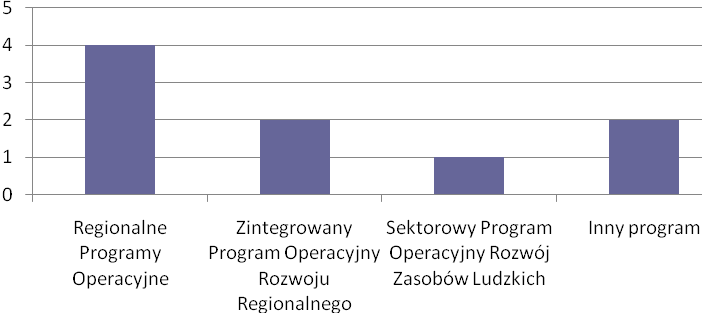 5
4
3
2
1
0
Regionalne
Programy
Operacyjne
Zintegrowany
Program Operacyjny
Rozwoju
Regionalnego
Sektorowy Program
Operacyjny Rozwój
Zasobów Ludzkich
Inny program